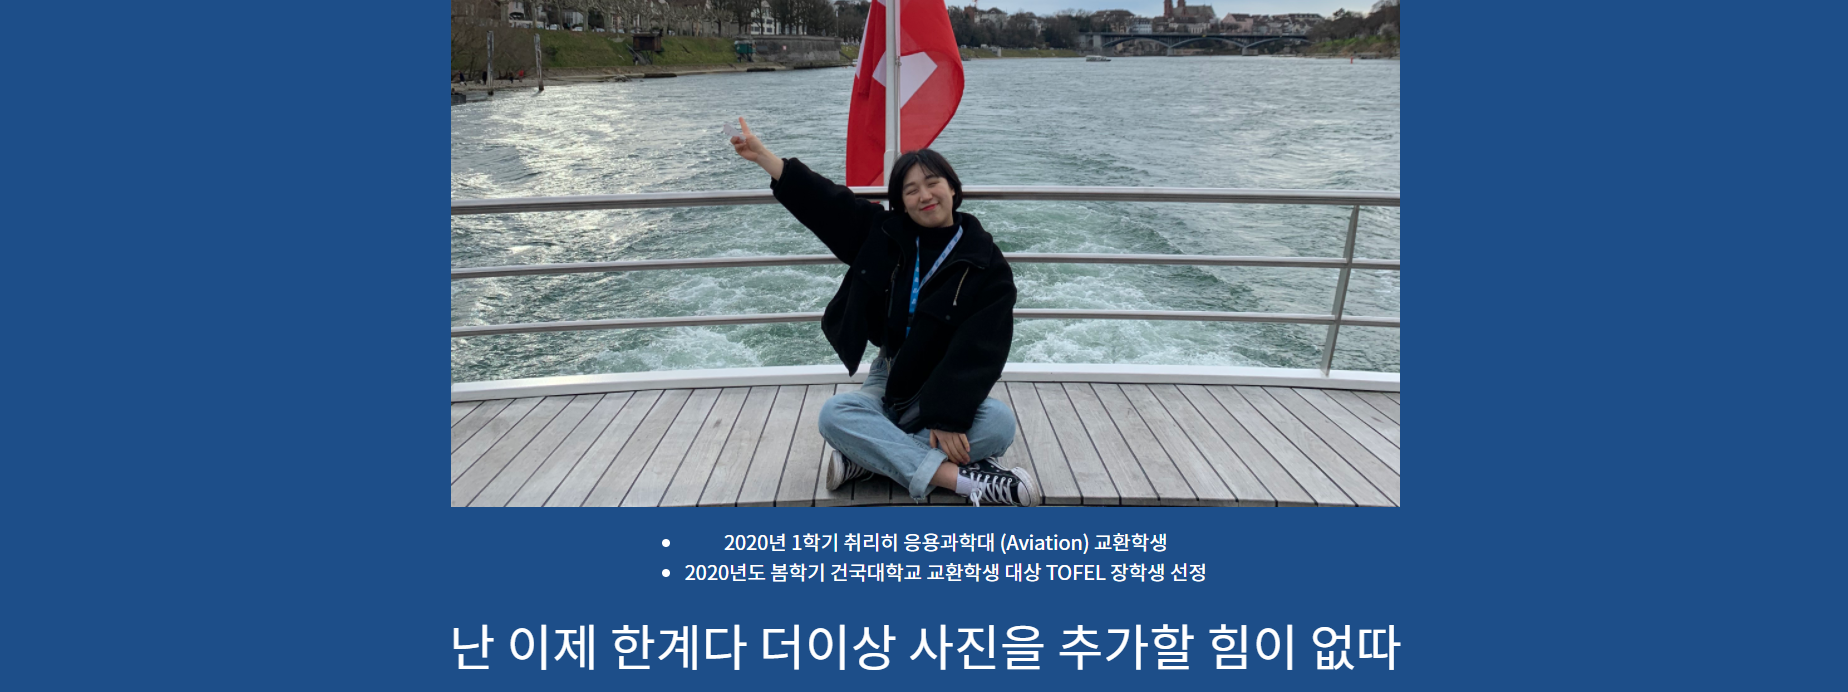 2020년 1학기 취리히 응용과학대 (Aviation) 교환학생
2020년도 봄학기 건국대학교 교환학생 대상 TOFEL 장학생 선정
난 이제 한계다 더이상 사진을 추가할 힘이 없따